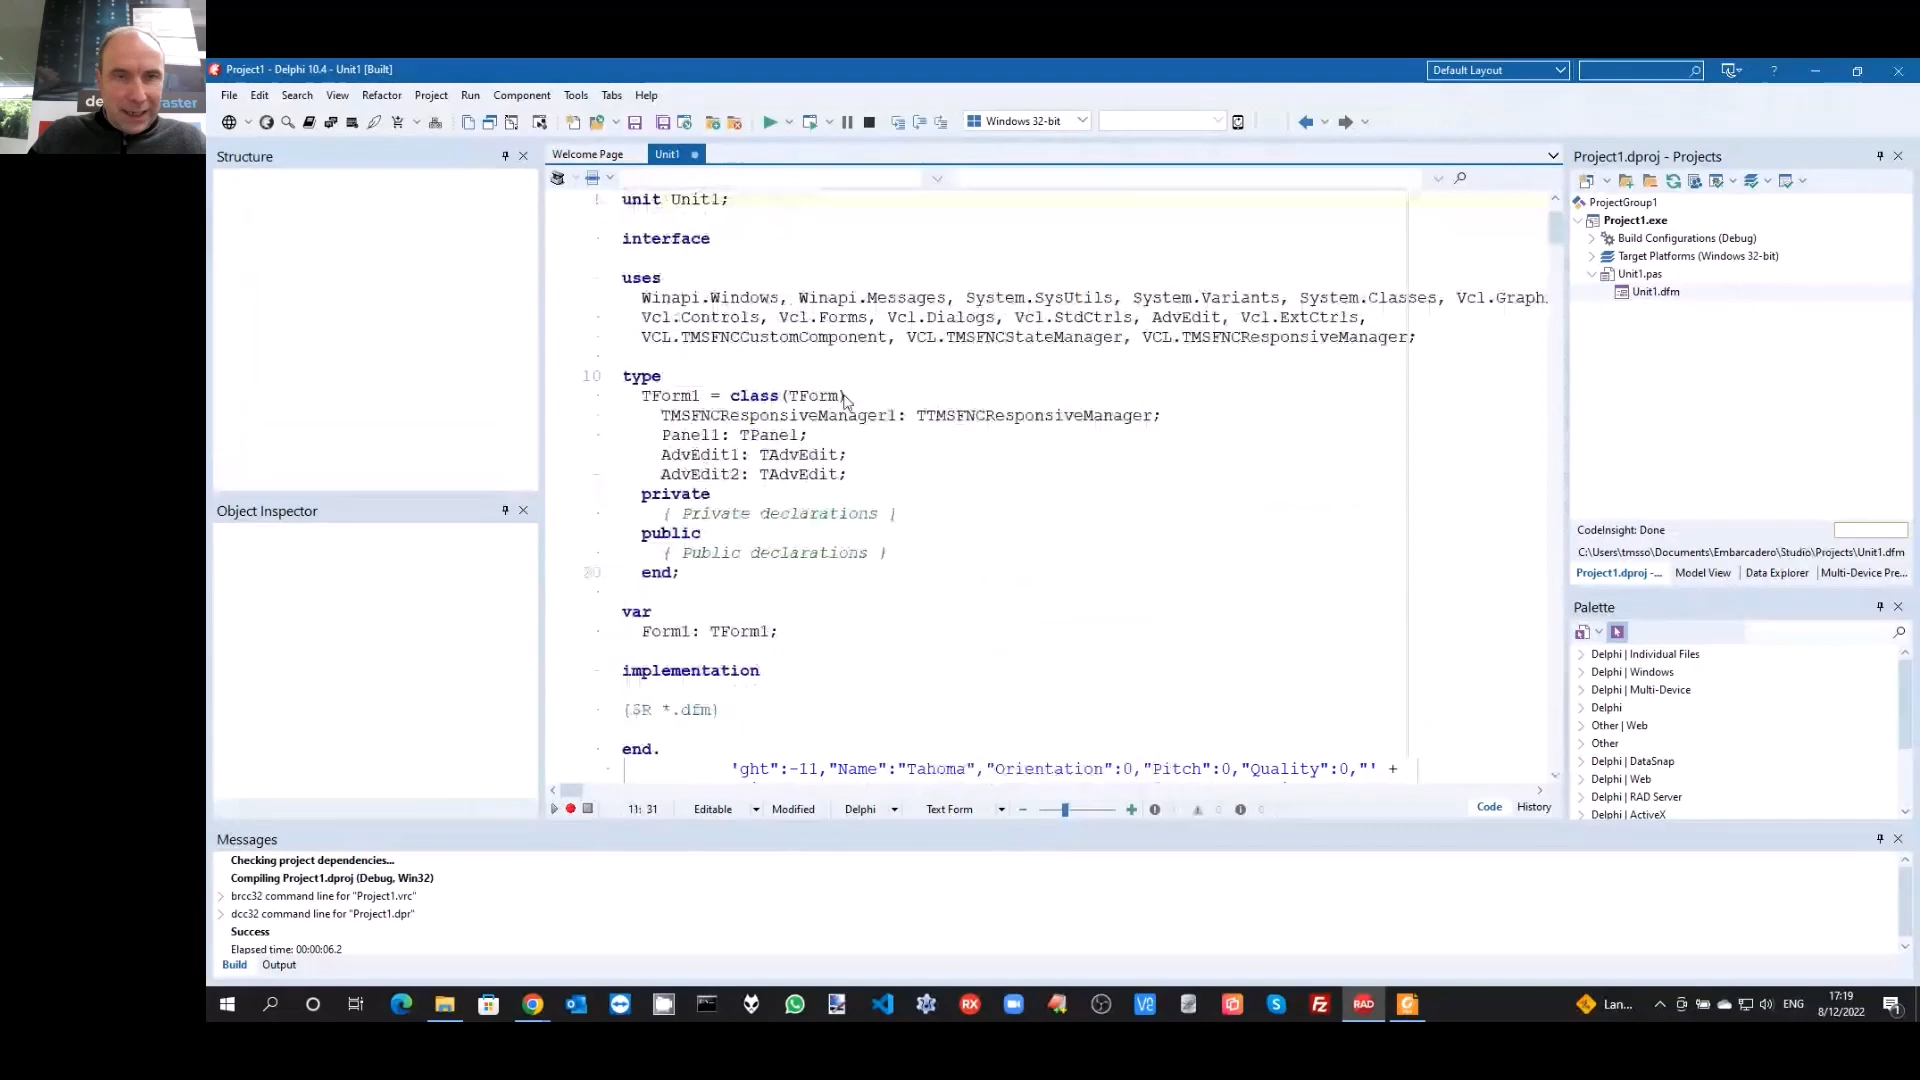 Project1 - Delphi 10.4 - Unit1 [Built]
Default Layout
File Edit Search View Refactor Project Run Component Tools Tabs Help
Windows 32-bit
Structure
Welcome Page
Unit1
Project1.dproj - Projects
unit Unit1;
interface
uses
Winapi.Windows, Winapi.Messages, System.SysUtils, System.Variants, System.Classes, Vcl.Graph
Vcl.Controls, Vcl.Forms, Vcl.Dialogs, Vcl.StdCtrls, AdvEdit, Vcl.ExtCtrls,
VCL.TMSFNCCustomComponent, VCL.TMSFNCStateManager, VCL.TMSFNCResponsiveManager;
10 type
TForm1 = class(TForm)
TMSFNCResponsiveManager1: TTMSFNCResponsiveManager;
Panel1: TPanel;
AdvEdit1: TAdvEdit;
AdvEdit2: TAdvEdit;
private
{ Private declarations }
public
{ Public declarations }
20 end;
var
Form1: TForm1;
implementation
{$R *.dfm}
end.
'ght":-11,"Name":"Tahoma","Orientation":0,"Pitch":0,"Quality":0,"' +
11: 31 Editable Modified Delphi Text Form
Code History
Object Inspector
ProjectGroup1
Project1.exe
Build Configurations (Debug)
Target Platforms (Windows 32-bit)
Unit1.pas
Unit1.dfm
CodeInsight: Done
C:\Users\tmsso\Documents\Embarcadero\Studio\Projects\Unit1.dfm
Project1.dproj -... Model View Data Explorer Multi-Device Pre...
Palette
Delphi | Individual Files
Delphi | Windows
Delphi | Multi-Device
Delphi
Other | Web
Other
Delphi | DataSnap
Delphi | Web
Delphi | RAD Server
Delphi | ActiveX
Messages
Checking project dependencies...
Compiling Project1.dproj (Debug, Win32)
brcc32 command line for "Project1.vrc"
dcc32 command line for "Project1.dpr"
Success
Elapsed time: 00:00:06.2
Build Output
RX
RAD
Lan...
ENG
17:19
8/12/2022